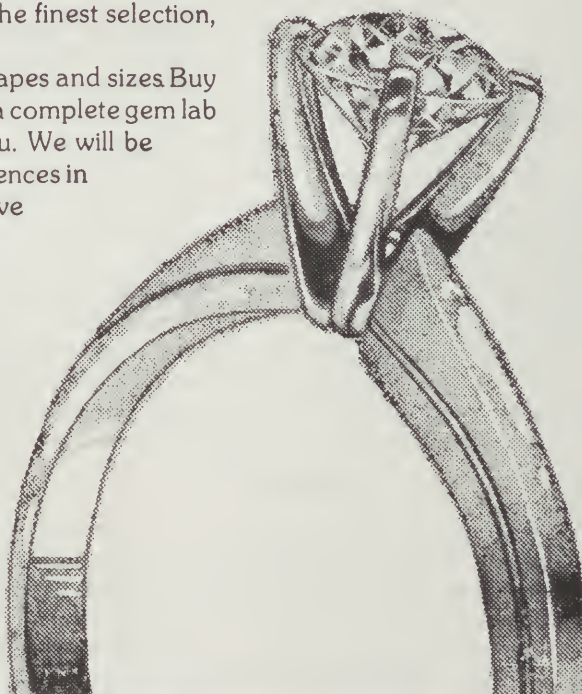 he finest selection,
apes and sizes. Buy
a complete gem lab
u. We will be
ences in
ve